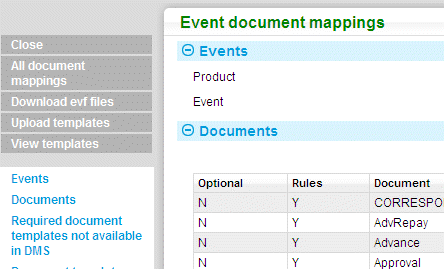 Event document mappings
Close
All document
mappings
Download evf files
Upload templates
View templates
Events
Documents
Required document
templates not available
in DMS
Events
Product
Event
Documents
Optional Rules Document
N Y
N Y AdvRepay
N Y Advance
N Y Approval